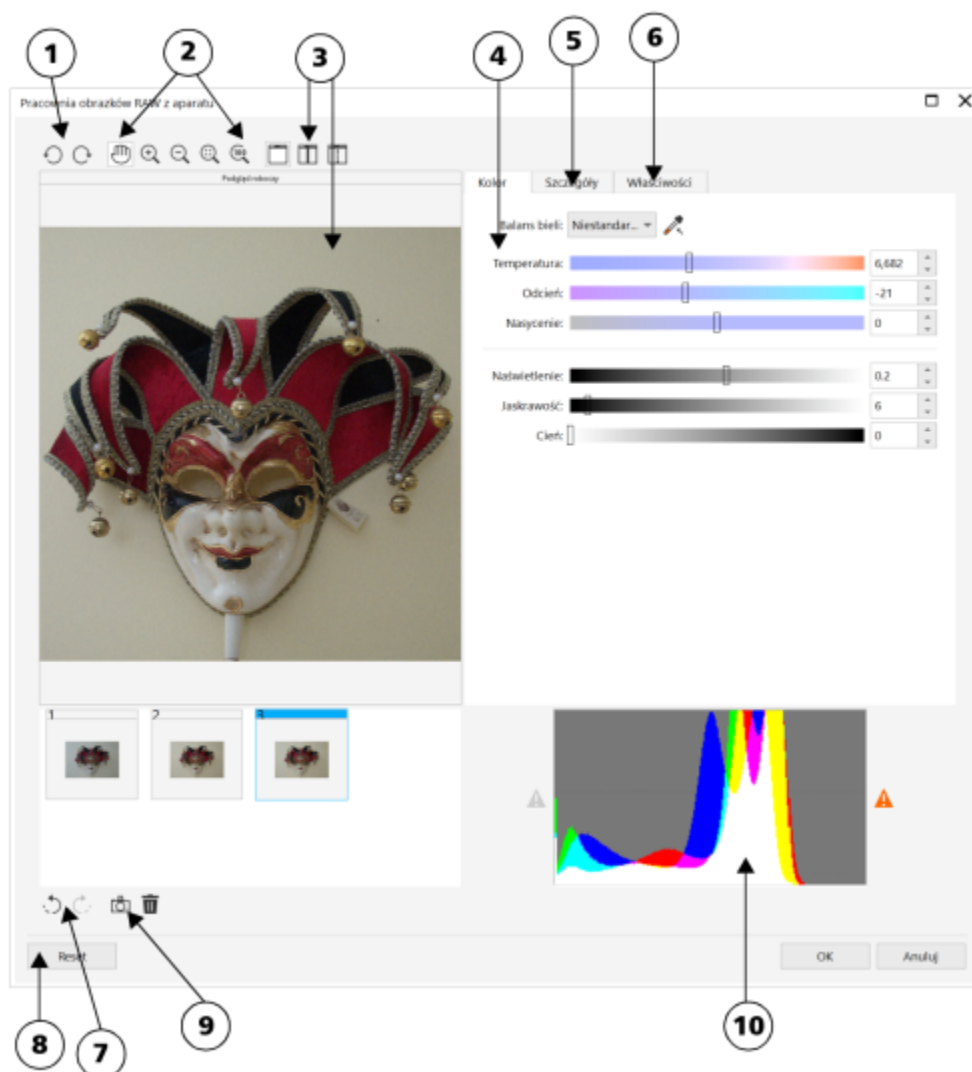 1
2
3
4
5
6
Pracownia obrazków RAW z aparatu
Podgląd roboczy
Kolor
Szczegóły
Właściwości
Balans bieli: Niestandar...
Temperatura: 6,682
Odcień: -21
Nasycenie: 0
Naświetlenie: 0.2
Jaskrawość: 6
Cień: 0
1
2
3
Reset
OK
Anuluj
8
7
9
10